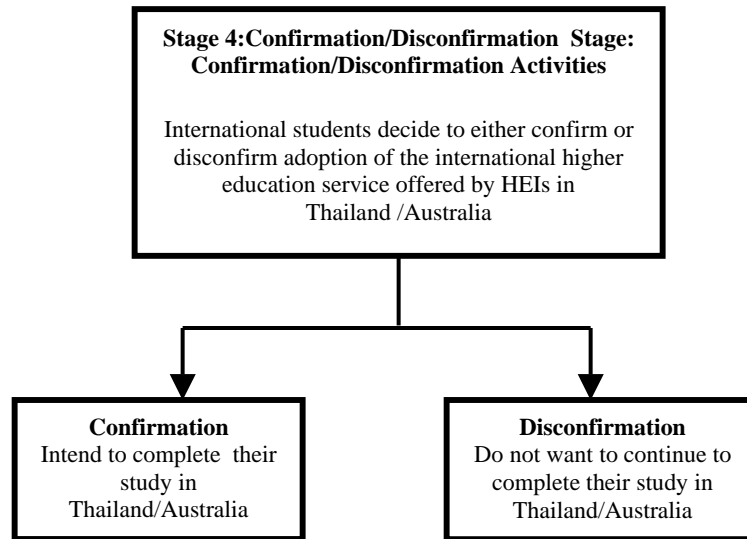 Stage 4:Confirmation/Disconfirmation Stage:
Confirmation/Disconfirmation Activities
International students decide to either confirm or
disconfirm adoption of the international higher
education service offered by HEIs in
Thailand /Australia
Confirmation
Intend to complete their
study in
Thailand/Australia
Disconfirmation
Do not want to continue to
complete their study in
Thailand/Australia